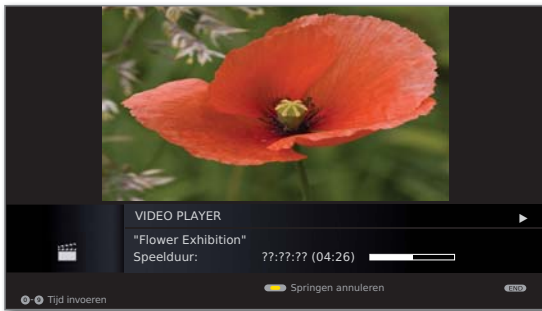 VIDEO PLAYER
"Flower Exhibition"
Speelduur: ??:??:?? (04:26)
Springen annuleren
END
0-9 Tijd invoeren